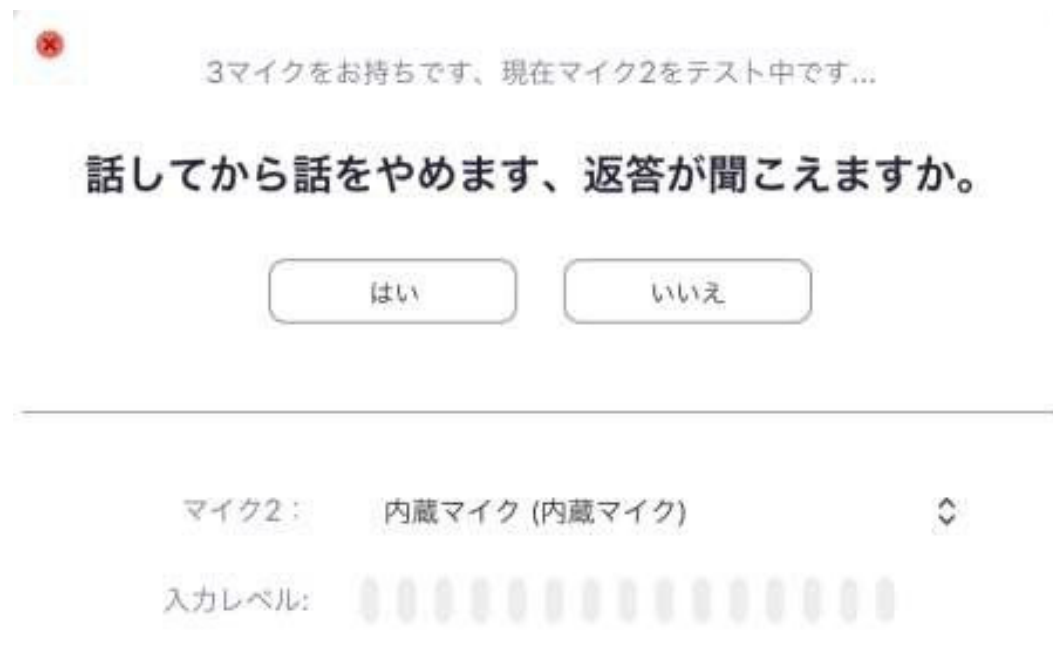 3マイクをお持ちです、現在マイク2をテスト中です...
話してから話をやめます、返答が聞こえますか。
はい
いいえ
マイク2：
内蔵マイク (内蔵マイク)
入力レベル: